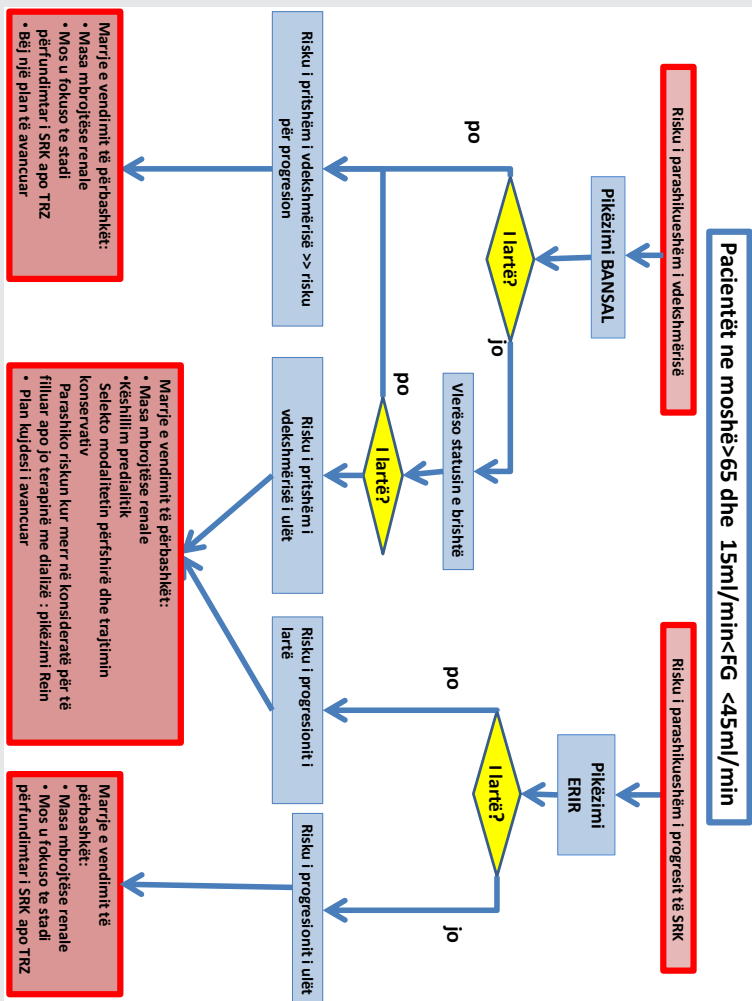 Pacientët ne moshë>65 dhe 15ml/min<FG <45ml/min
Risku i parashikueshëm i vdekshmërisë
Risku i parashikueshëm i progresit të SRK
Pikëzimi BANSAL
Pikëzimi
ERIR
I lartë?
I lartë?
po
jo
po
jo
Vlerëso statusin e brishtë
I lartë?
po
Risku i pritshëm i vdekshmërisë >> risku
për progresion
Risku i pritshëm i
vdekshmërisë i ulët
Risku i progresionit i
lartë
Risku i progresionit i ulët
Marrje e vendimit të përbashkët:
• Masa mbrojtëse renale
• Mos u fokuso te stadi
përfundimtar i SRK apo TRZ
• Bëj një plan të avancuar
Marrje e vendimit të përbashkët:
• Masa mbrojtëse renale
•Këshillim predialitik
Selekto modalitetin përfshirë dhe trajtimin
konservativ
Parashiko riskun kur merr në konsideratë për të
filluar apo jo terapinë me dializë : pikëzimi Rein
• Plan kujdesi i avancuar
Marrje e vendimit të
përbashkët:
• Masa mbrojtëse renale
• Mos u fokuso te stadi
përfundimtar i SRK apo TRZ